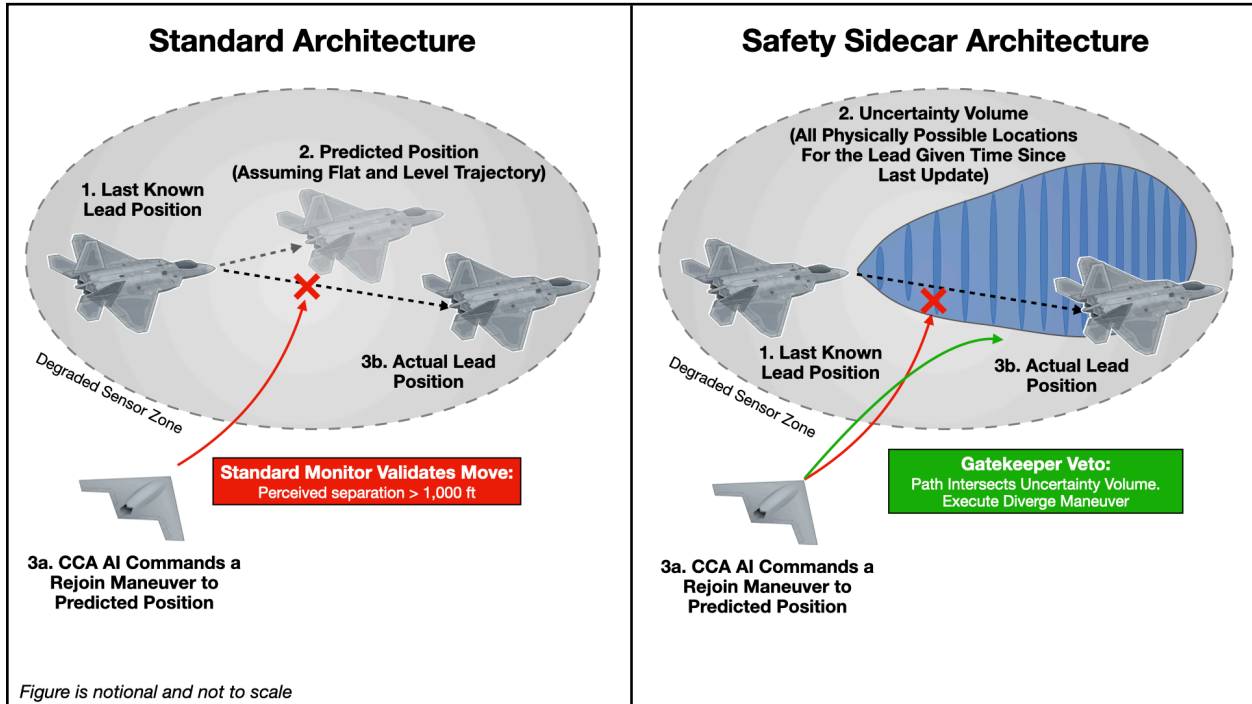 Standard Architecture
2. Predicted Position
(Assuming Flat and Level Trajectory)
1. Last Known
Lead Position
3b. Actual Lead
Position
Degraded Sensor Zone
Standard Monitor Validates Move:
Perceived separation > 1,000 ft
3a. CCA AI Commands a
Rejoin Maneuver to
Predicted Position
Figure is notional and not to scale
Safety Sidecar Architecture
2. Uncertainty Volume
(All Physically Possible Locations
For the Lead Given Time Since
Last Update)
1. Last Known
Lead Position
3b. Actual Lead
Position
Degraded Sensor Zone
Gatekeeper Veto:
Path Intersects Uncertainty Volume.
Execute Diverge Maneuver
3a. CCA AI Commands a
Rejoin Maneuver to
Predicted Position